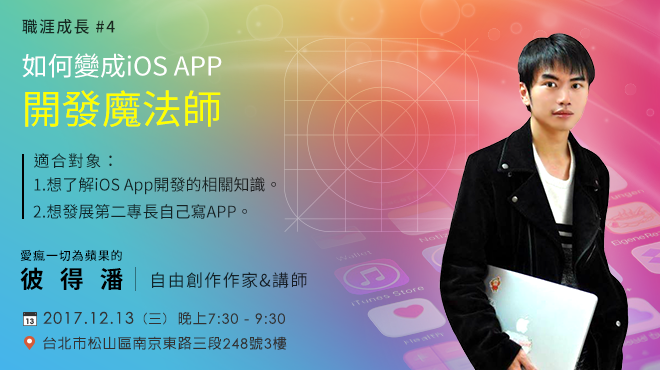 職涯成長 #4
如何變成iOS APP
開發魔法師
適合對象：
1.想了解iOS App開發的相關知識。
2.想發展第二專長自己寫APP。
愛瘋一切為蘋果的
彼得潘 自由創作作家&講師
13 2017.12.13（三）晚上7:30 - 9:30
台北市松山區南京東路三段248號3樓
Wallet
iTunes Store
Health